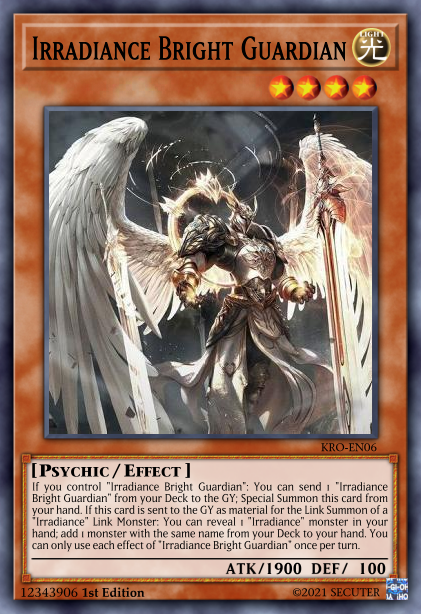 IRRADIANCE BRIGHT GUARDIAN
LIGHT
光
KRO-EN06
[PSYCHIC/EFFECT]
If you control "Irradiance Bright Guardian": You can send 1 "Irradiance
Bright Guardian" from your Deck to the GY; Special Summon this card from
your hand. If this card is sent to the GY as material for the Link Summon of a
"Irradiance" Link Monster: You can reveal 1 "Irradiance" monster in your
hand; add 1 monster with the same name from your Deck to your hand. You
can only use each effect of "Irradiance Bright Guardian" once per turn.
ATK/1900 DEF/ 100
12343906 1st Edition
©2021 SECUTER